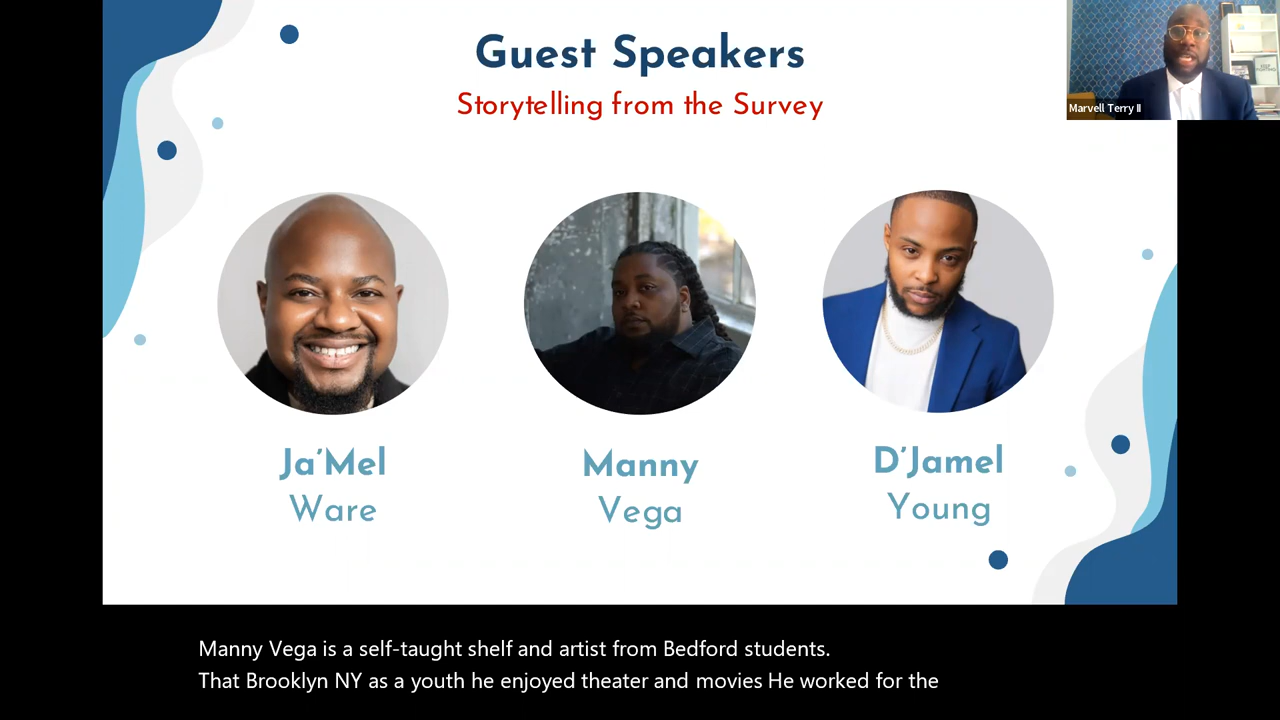 Guest Speakers
Storytelling from the Survey
Marvell Terry II
Ja'Mel
Ware
Manny
Vega
D'Jamel
Young
Manny Vega is a self-taught shelf and artist from Bedford students.
That Brooklyn NY as a youth he enjoyed theater and movies He worked for the